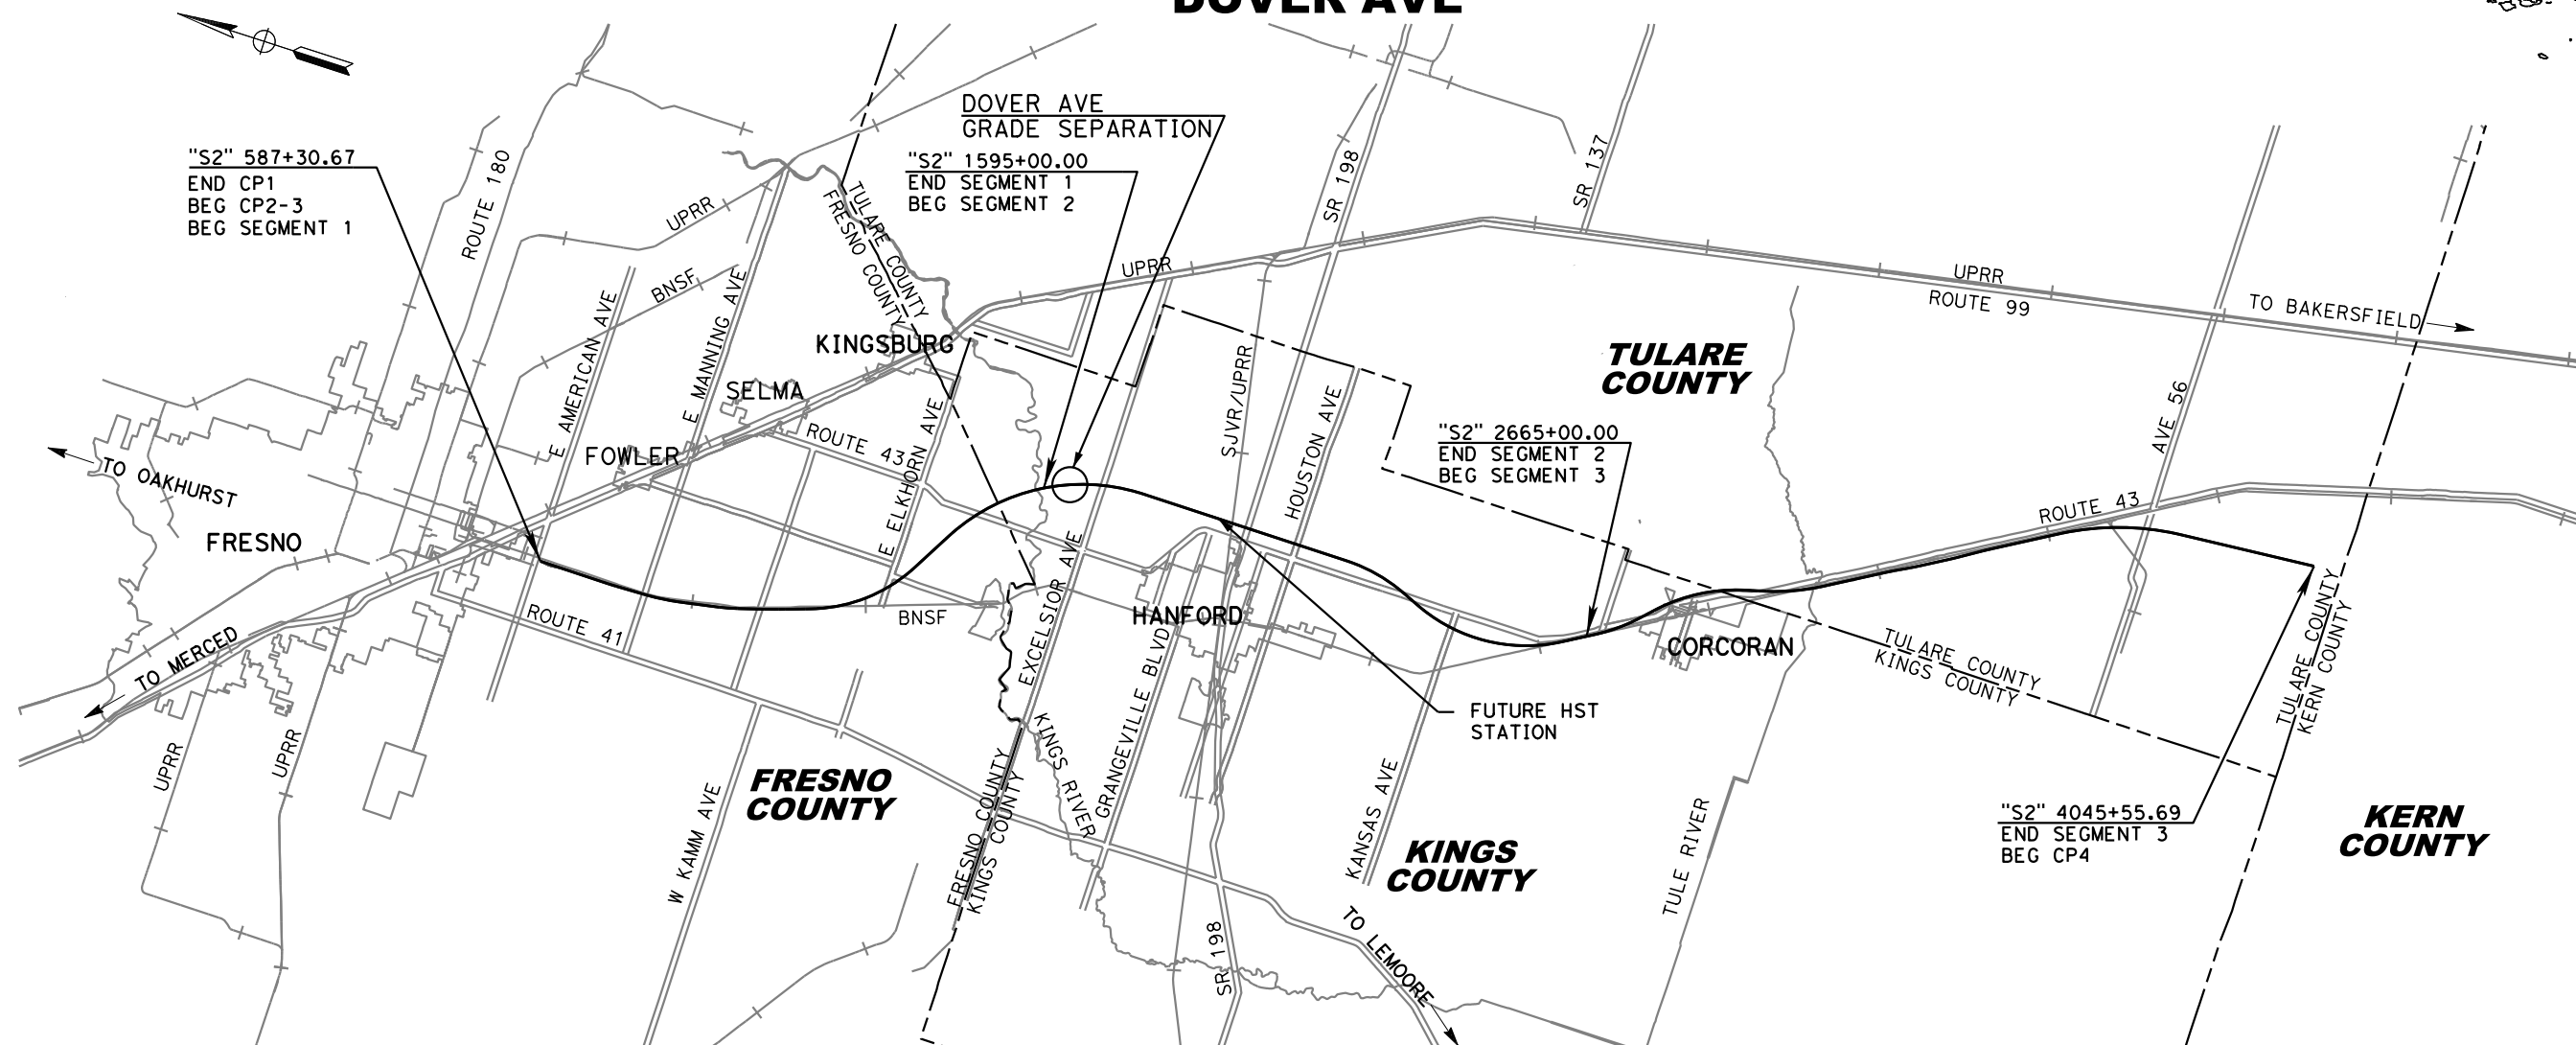 DOVER AVE
DOVER AVE
GRADE SEPARATION
"S2" 587+30.67
END CP1
BEG CP2-3
BEG SEGMENT 1
"S2" 1595+00.00
END SEGMENT 1
BEG SEGMENT 2
ROUTE 180
UPRR
BNSF
E AMERICAN AVE
E MANNING AVE
TULARE COUNTY
FRESNO COUNTY
UPRR
SR 198
SR 137
UPRR
ROUTE 99
TO BAKERSFIELD
KINGSBURG
SELMA
FOWLER
ROUTE 43
E ELKHORN AVE
SJVR/UPRR
HOUSTON AVE
TULARE
COUNTY
"S2" 2665+00.00
END SEGMENT 2
BEG SEGMENT 3
AVE 56
ROUTE 43
TO OAKHURST
FRESNO
TO MERCED
ROUTE 41
BNSF
EXCELSIOR AVE
HANFORD
GRANGEVILLE BLVD
CORCORAN
TULARE COUNTY
KINGS COUNTY
TULARE COUNTY
KERN COUNTY
FUTURE HST
STATION
UPRR
UPRR
W KAMM AVE
FRESNO
COUNTY
FRESNO COUNTY
KINGS COUNTY
KINGS RIVER
KANSAS AVE
KINGS
COUNTY
TULE RIVER
"S2" 4045+55.69
END SEGMENT 3
BEG CP4
KERN
COUNTY
SR 198
TO LEMOORE